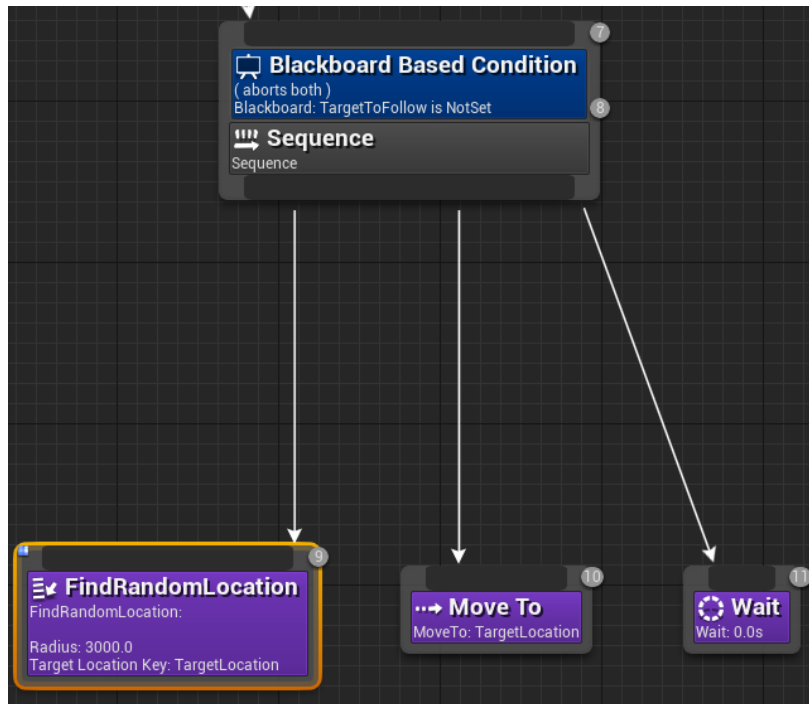 7
Blackboard Based Condition
( aborts both )
Blackboard: TargetToFollow is NotSet
8
Sequence
Sequence
9
FindRandomLocation
FindRandomLocation:
Radius: 3000.0
Target Location Key: TargetLocation
10
Move To
MoveTo: TargetLocation
11
Wait
Wait: 0.0s